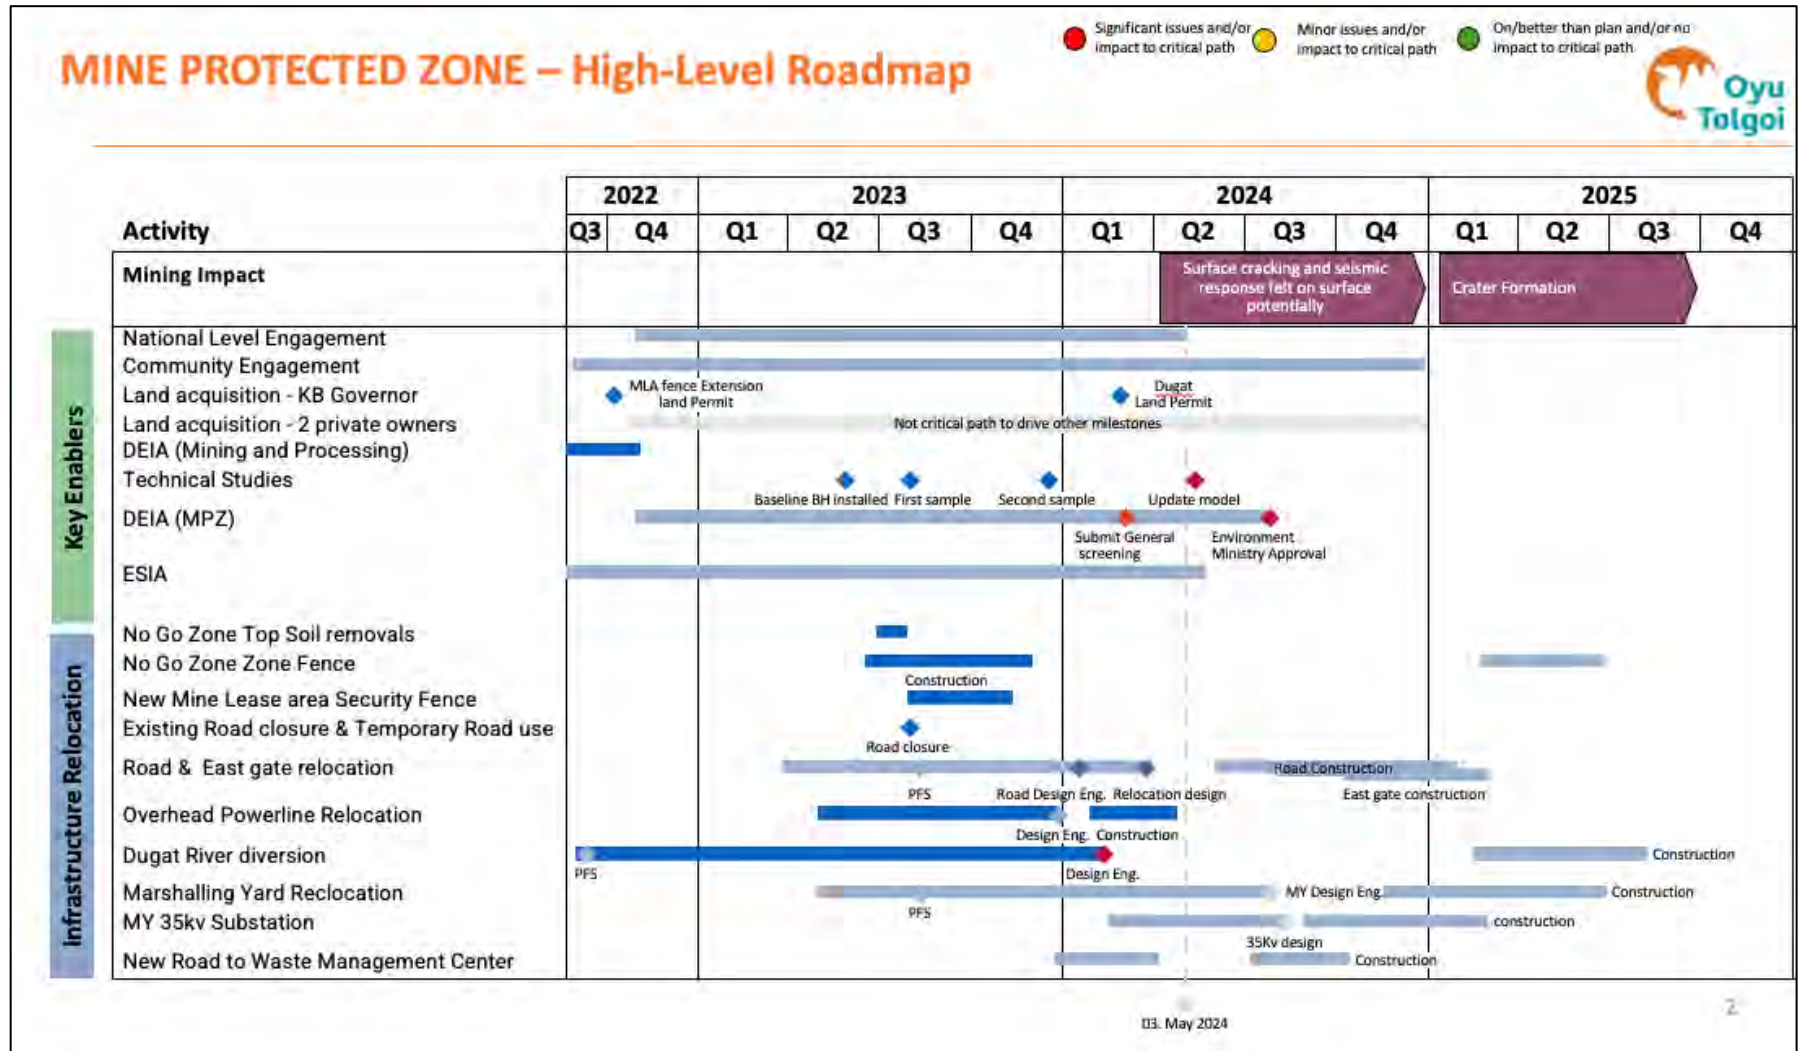 MINE PROTECTED ZONE – High-Level Roadmap
Significant issues and/or
impact to critical path
Minor issues and/or
impact to critical path
On/better than plan and/or no
impact to critical path
Oyu
Tolgoi
2022 2023 2024 2025
Activity Q3 Q4 Q1 Q2 Q3 Q4 Q1 Q2 Q3 Q4 Q1 Q2 Q3 Q4
Mining Impact
Surface cracking and seismic
response felt on surface
potentially
Crater Formation
Key Enablers
National Level Engagement
Community Engagement
Land acquisition - KB Governor
MLA fence Extension
land Permit
Dugat
Land Permit
Land acquisition - 2 private owners
Not critical path to drive other milestones
DEIA (Mining and Processing)
Technical Studies
Baseline BH installed First sample Second sample Update model
DEIA (MPZ)
Submit General
screening
Environment
Ministry Approval
ESIA
Infrastructure Relocation
No Go Zone Top Soil removals
No Go Zone Zone Fence
Construction
New Mine Lease area Security Fence
Existing Road closure & Temporary Road use
Road closure
Road & East gate relocation
Road Construction
PFS Road Design Eng. Relocation design East gate construction
Overhead Powerline Relocation
Design Eng. Construction
Dugat River diversion
Construction
PFS Design Eng.
Marshalling Yard Reclocation
MY Design Eng. Construction
PFS
MY 35kv Substation
construction
35Kv design
New Road to Waste Management Center
Construction
03. May 2024
2